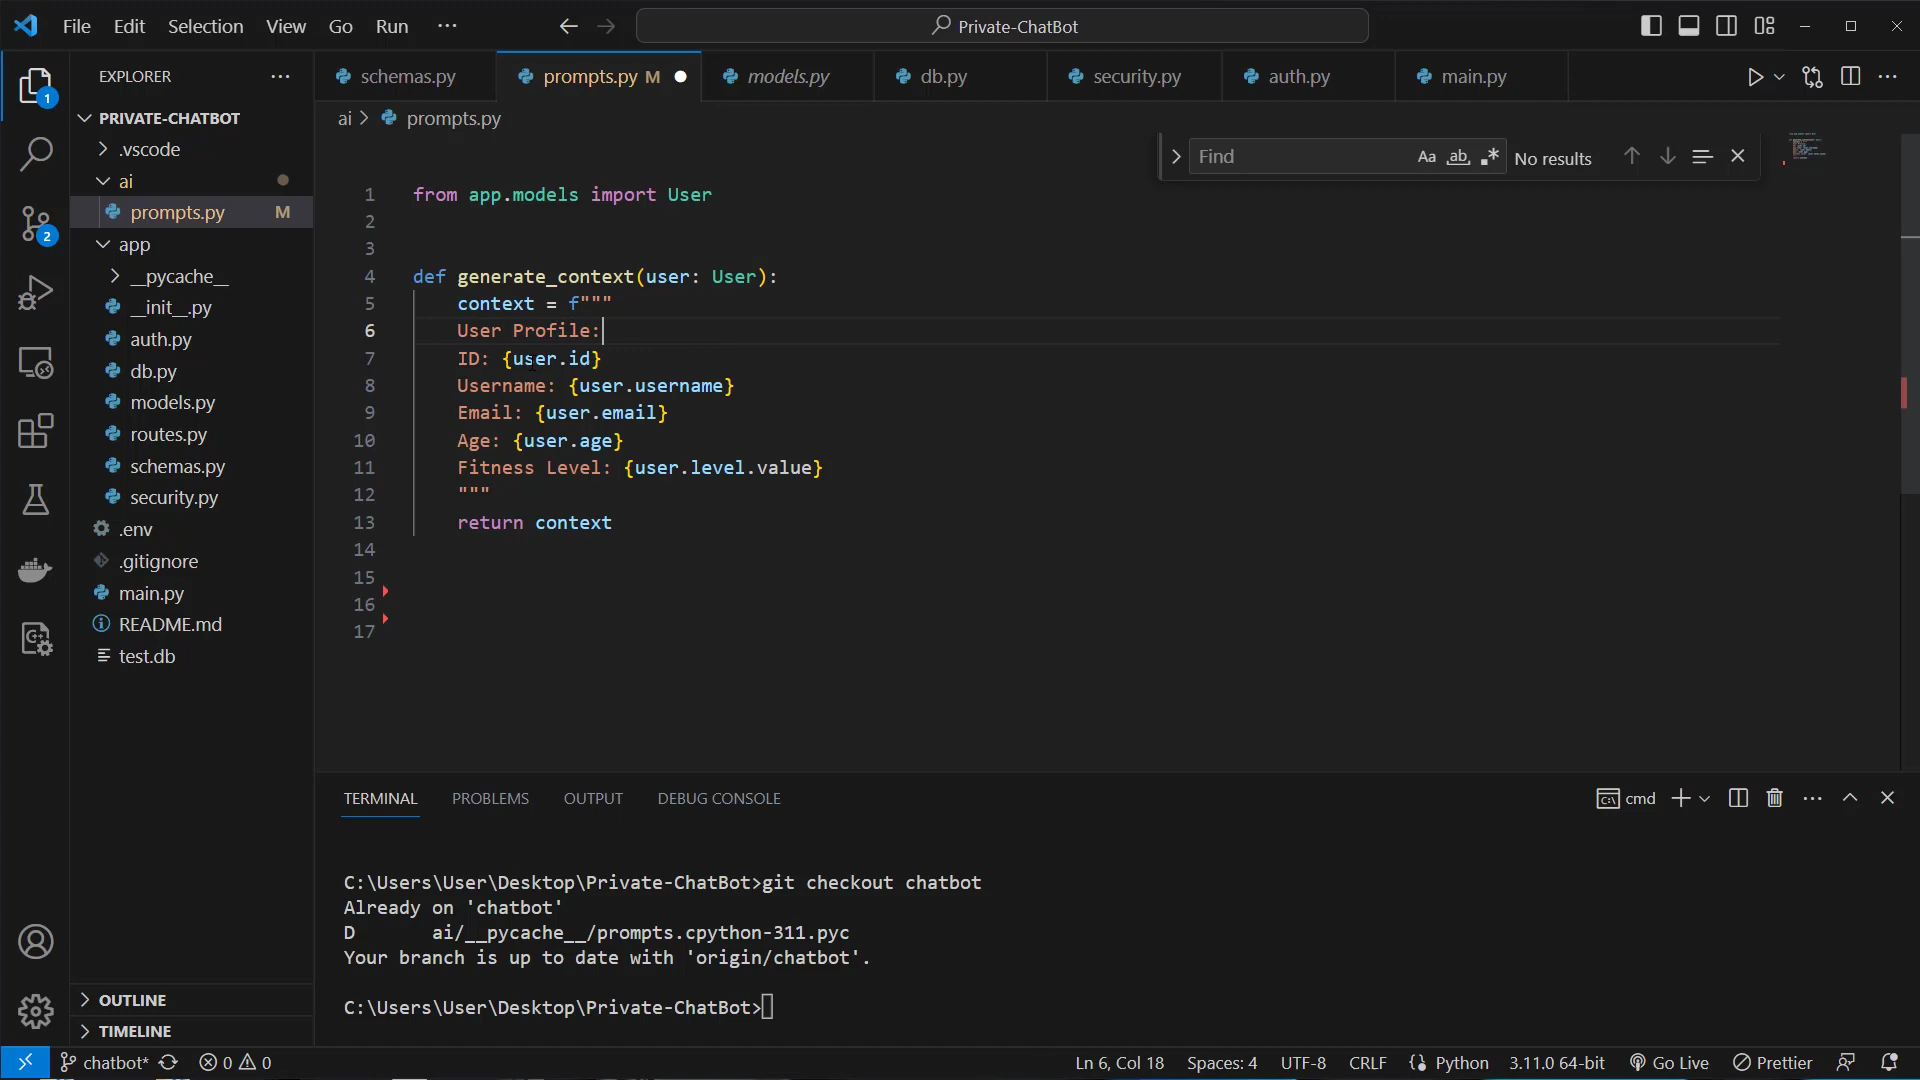 File Edit Selection View Go Run ··· Private-ChatBot
EXPLORER ···
schemas.py prompts.py M models.py db.py security.py auth.py main.py
PRIVATE-CHATBOT
.vscode
ai
prompts.py M
app
__pycache__
__init__.py
auth.py
db.py
models.py
routes.py
schemas.py
security.py
.env
.gitignore
main.py
README.md
test.db
OUTLINE
TIMELINE
1
2
ai > prompts.py
Find Aa ab .* No results
1 from app.models import User
2
3
4 def generate_context(user: User):
5 context = f"""
6 User Profile:
7 ID: {user.id}
8 Username: {user.username}
9 Email: {user.email}
10 Age: {user.age}
11 Fitness Level: {user.level.value}
12 """
13 return context
14
15
16
17
TERMINAL PROBLEMS OUTPUT DEBUG CONSOLE cmd
C:\Users\User\Desktop\Private-ChatBot>git checkout chatbot
Already on 'chatbot'
D ai/__pycache__/prompts.cpython-311.pyc
Your branch is up to date with 'origin/chatbot'.
C:\Users\User\Desktop\Private-ChatBot>
chatbot* 0 0 Ln 6, Col 18 Spaces: 4 UTF-8 CRLF Python 3.11.0 64-bit Go Live Prettier